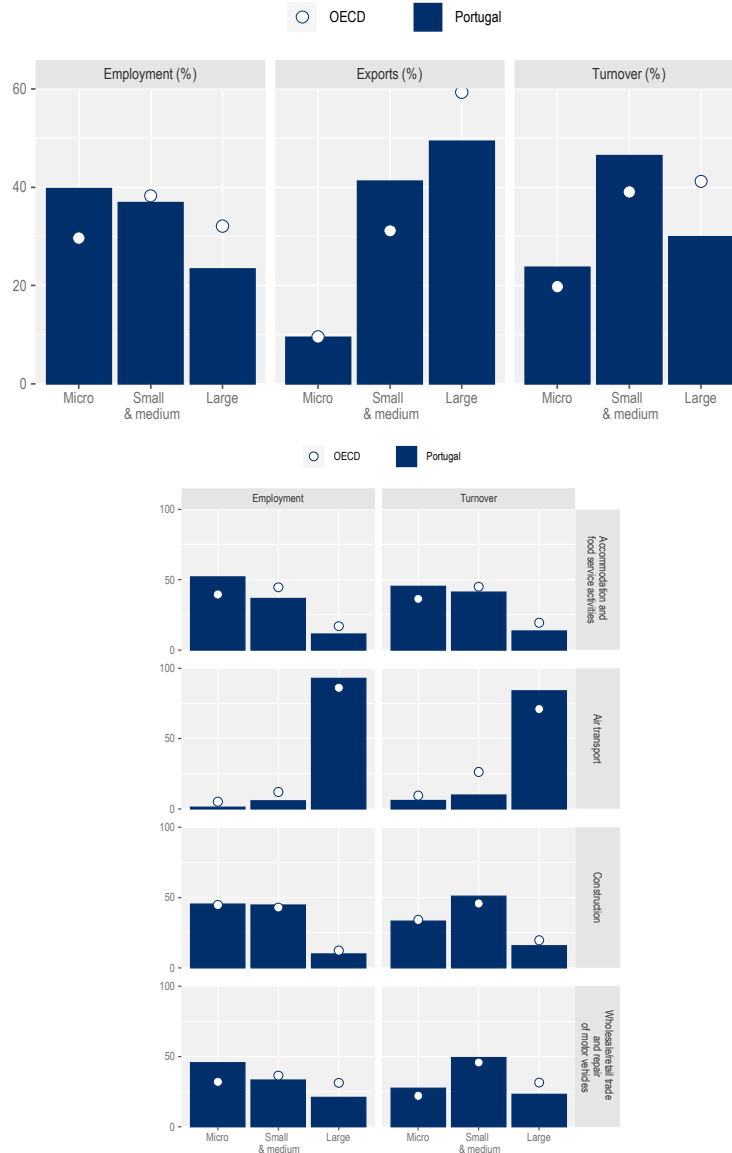 OECD Portugal
Employment (%) Exports (%) Turnover (%)
60
40
20
0
Micro Small Large Micro Small Large Micro Small Large
& medium & medium & medium
OECD Portugal
Employment Turnover
100
50
0
Accommodation and
food service activities
100
50
0
Air transport
100
50
0
Construction
100
50
0
Wholesale/retail trade
and repair
of motor vehicles
Micro Small Large Micro Small Large
& medium & medium